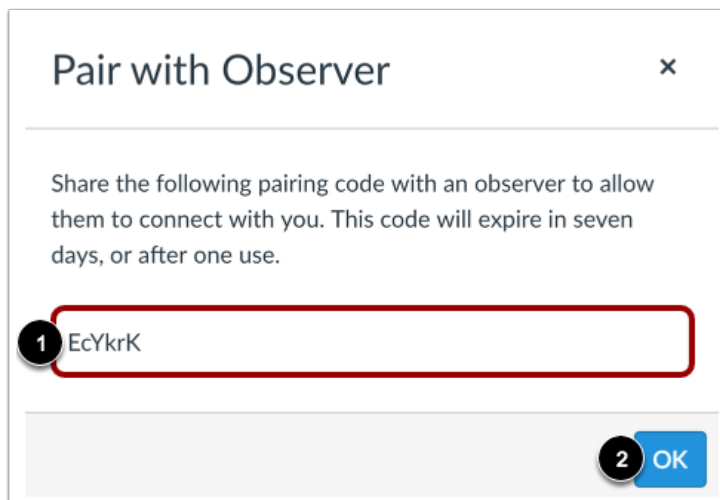 Pair with Observer ×
Share the following pairing code with an observer to allow
them to connect with you. This code will expire in seven
days, or after one use.
1 EcYkrK
2 OK